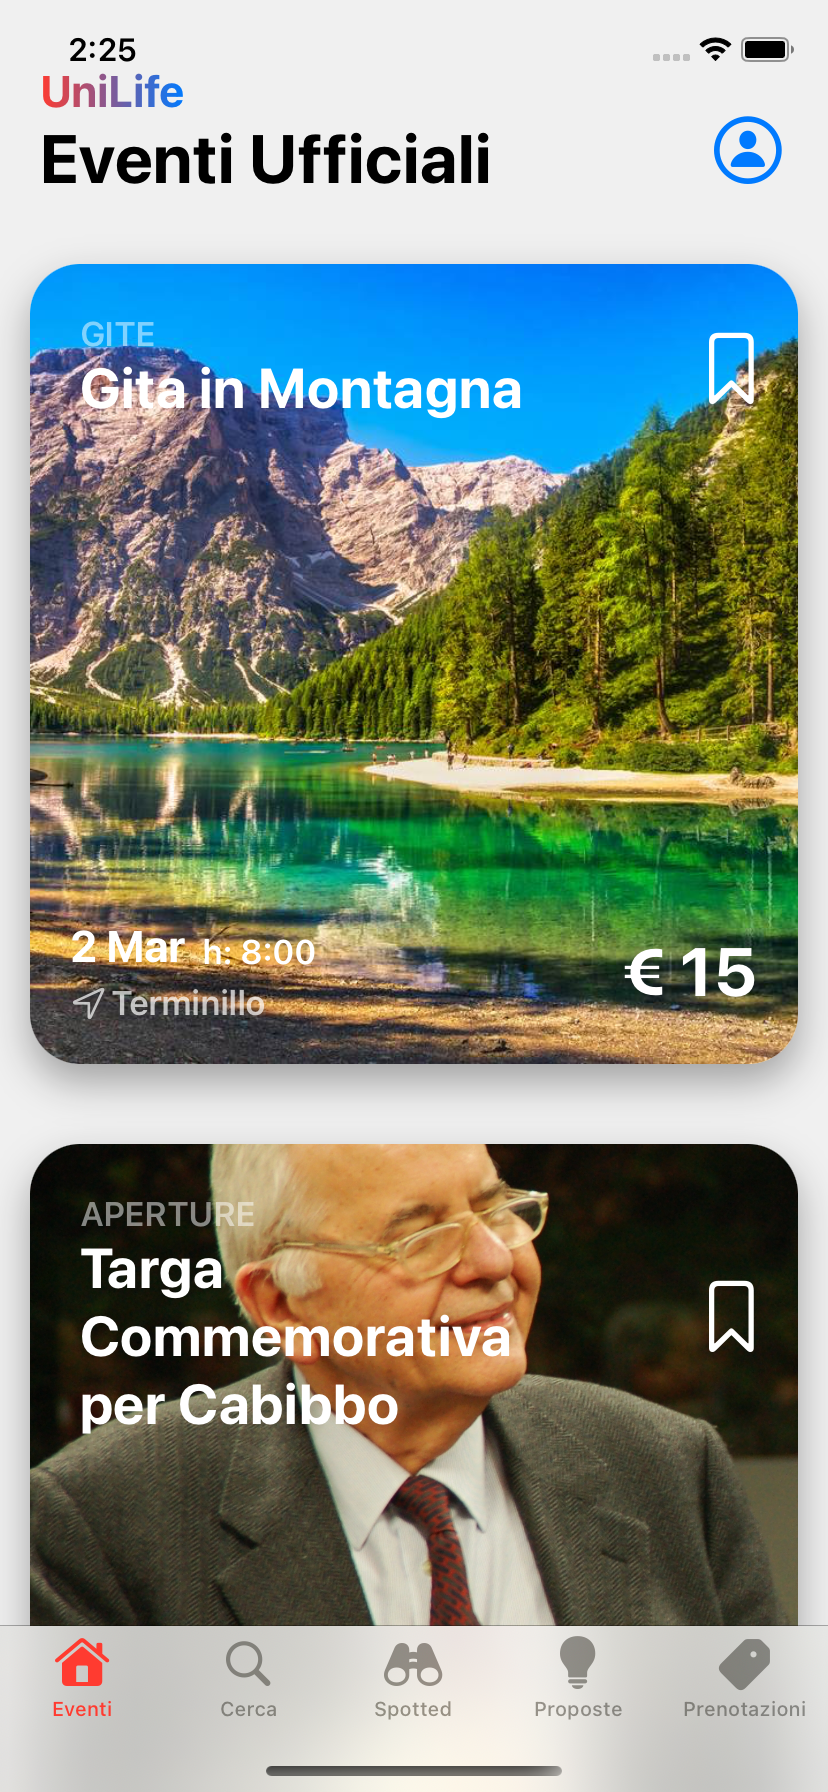 2:25
UniLife
Eventi Ufficiali
GITE
Gita in Montagna
2 Mar h: 8:00
Terminillo
€ 15
APERTURE
Targa
Commemorativa
per Cabibbo
Eventi
Cerca
Spotted
Proposte
Prenotazioni